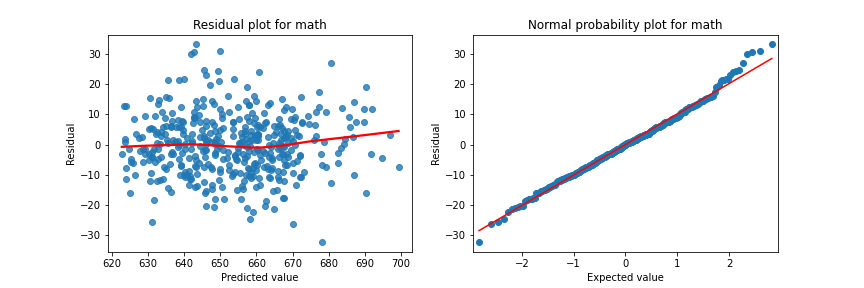 Residual plot for math
Residual
30
20
10
0
−10
−20
−30
620 630 640 650 660 670 680 690 700
Predicted value
Normal probability plot for math
Residual
30
20
10
0
−10
−20
−30
−2 −1 0 1 2
Expected value